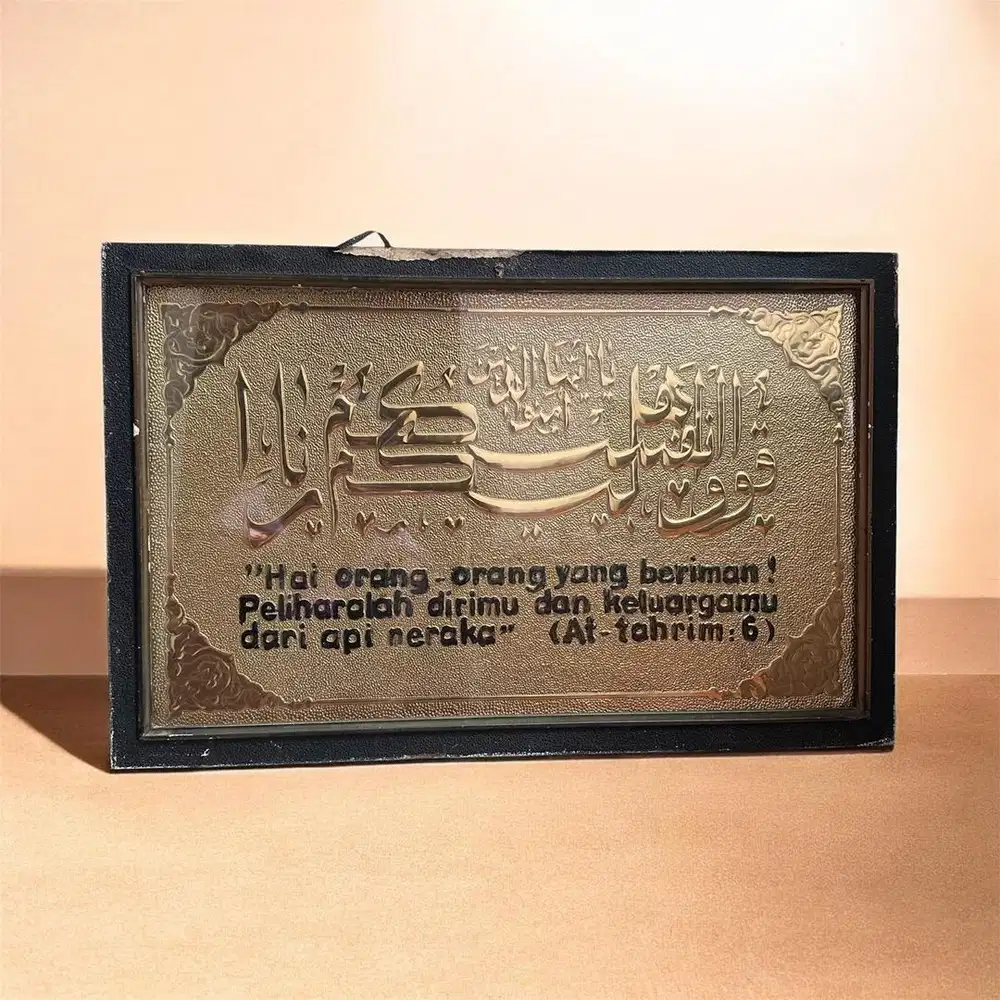 يا ايها الذين
امنوا
قوا انفسكم واهليكم نارا
"Hai orang-orang yang beriman!
Peliharalah dirimu dan keluargamu
dari api neraka" (At-tahrim:6)